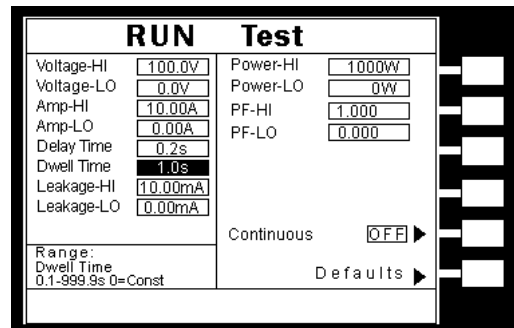 RUN Test
Voltage-HI 100.0V
Voltage-LO 0.0V
Amp-HI 10.00A
Amp-LO 0.00A
Delay Time 0.2s
Dwell Time 1.0s
Leakage-HI 10.00mA
Leakage-LO 0.00mA
Power-HI 1000W
Power-LO 0W
PF-HI 1.000
PF-LO 0.000
Continuous OFF
Defaults
Range:
Dwell Time
0.1-999.9s 0=Const